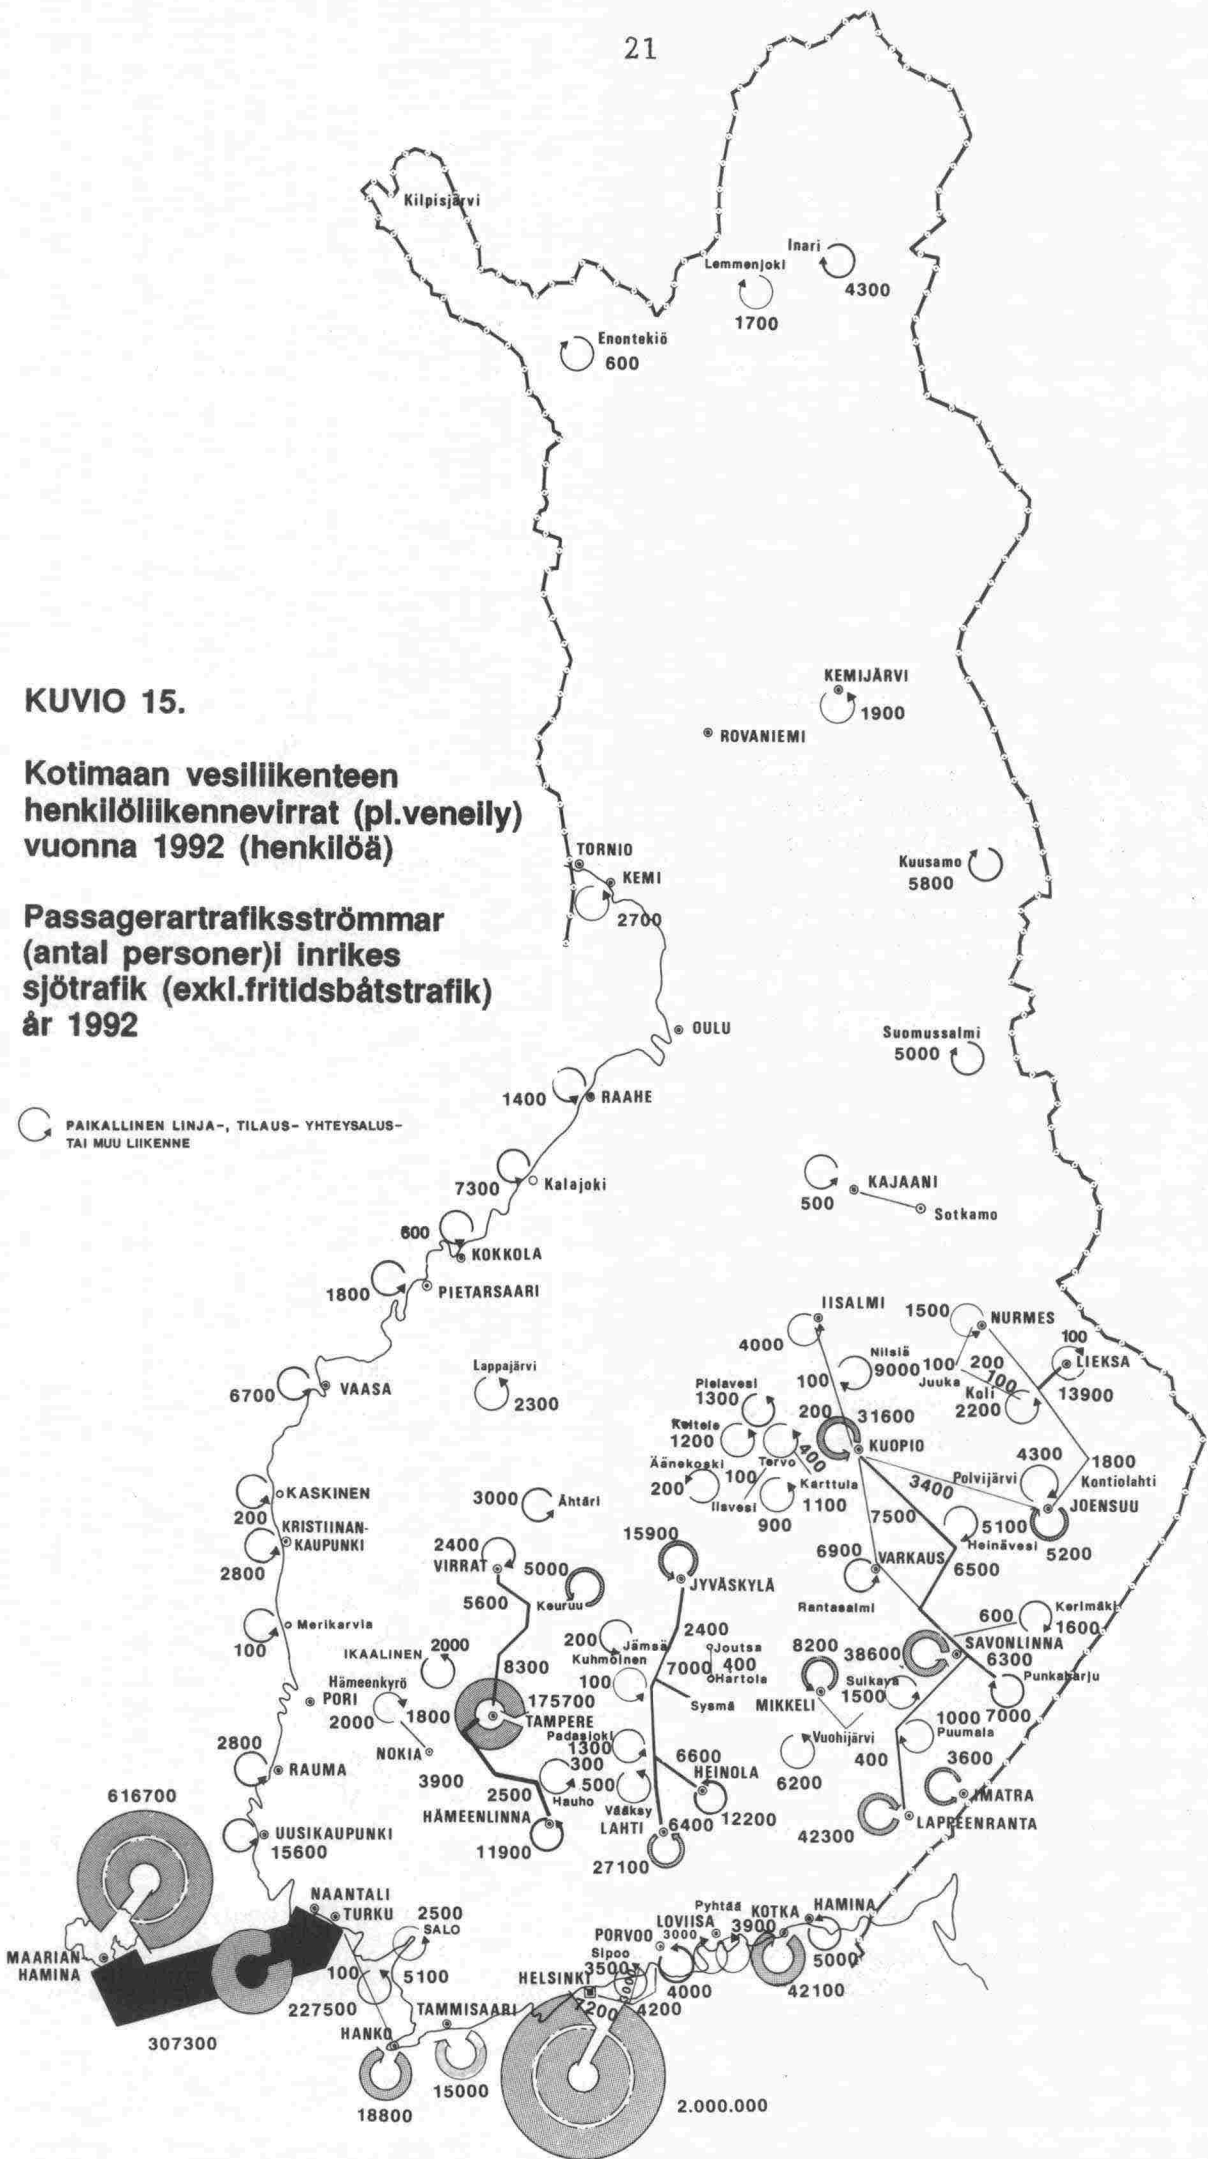 21
Kilpisjärvi
Inari
4300
Lemmenjoki
1700
Enontekiö
600
KUVIO 15.
Kotimaan vesiliikenteen
henkilöliikennevirrat (pl.veneily)
vuonna 1992 (henkilöä)
Passagerartrafiksströmmar
(antal personer)i inrikes
sjötrafik (exkl.fritidsbåtstrafik)
år 1992
PAIKALLINEN LINJA-, TILAUS- YHTEYSALUS-
TAI MUU LIIKENNE
KEMIJÄRVI
1900
ROVANIEMI
TORNIO
KEMI
2700
Kuusamo
5800
OULU
Suomussalmi
5000
1400
RAAHE
7300
Kalajoki
500
KAJAANI
Sotkamo
600
KOKKOLA
1800
PIETARSAARI
6700
VAASA
Lappajärvi
2300
IISALMI
4000
1500
NURMES
100
LIEKSA
13900
Nilsiä
9000
100
Juuka
200
100
Koli
2200
100
Pielavesi
1300
200
31600
KUOPIO
Keitele
1200
400
Tervo
100
Karttula
1100
Iisvesi
900
Äänekoski
200
4300
Polvijärvi
1800
Kontiolahti
JOENSUU
5200
3400
7500
5100
Heinävesi
6500
6900
VARKAUS
Rantasalmi
600
Kerimäki
1600
KASKINEN
200
KRISTIINAN-
KAUPUNKI
2800
Merikarvia
100
3000
Ähtäri
2400
VIRRAT
5000
Keuruu
5600
15900
JYVÄSKYLÄ
2400
200
Jämsä
Kuhmoinen
100
7000
Joutsa
400
Hartola
Sysmä
IKAALINEN
2000
8300
Hämeenkyrö
2000
PORI
1800
175700
TAMPERE
NOKIA
3900
8200
MIKKELI
38600
SAVONLINNA
6300
Punkaharju
7000
Sulkava
1500
1000
Puumala
400
3600
IMATRA
Vuohijärvi
6200
42300
LAPPEENRANTA
Padasjoki
1300
300
500
Hauho
Vääksy
6600
HEINOLA
12200
2500
HÄMEENLINNA
11900
LAHTI
6400
27100
2800
RAUMA
616700
UUSIKAUPUNKI
15600
NAANTALI
TURKU
2500
SALO
MAARIAN
HAMINA
307300
100
227500
5100
HANKO
18800
TAMMISAARI
15000
HELSINKI
7200
4200
2.000.000
Sipoo
3500
PORVOO
4000
LOVIISA
3000
Pyhtää
3900
KOTKA
42100
HAMINA
5000